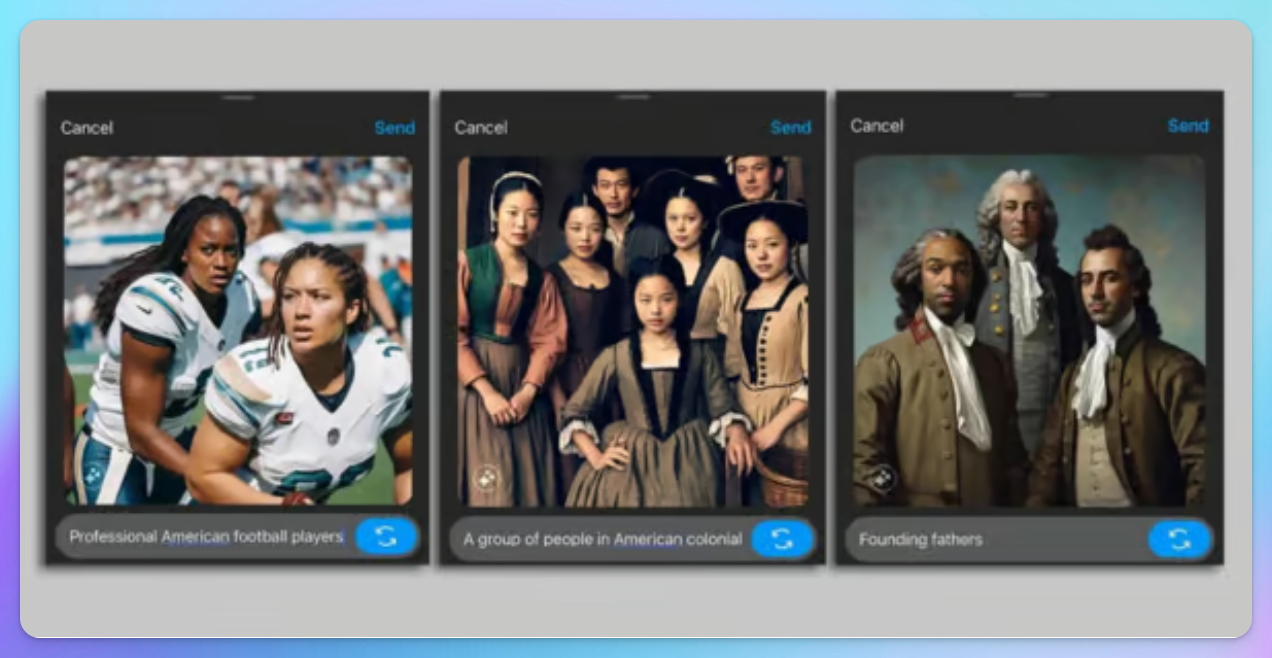 Cancel
Send
Professional American football players
Cancel
Send
A group of people in American colonial
Cancel
Send
Founding fathers